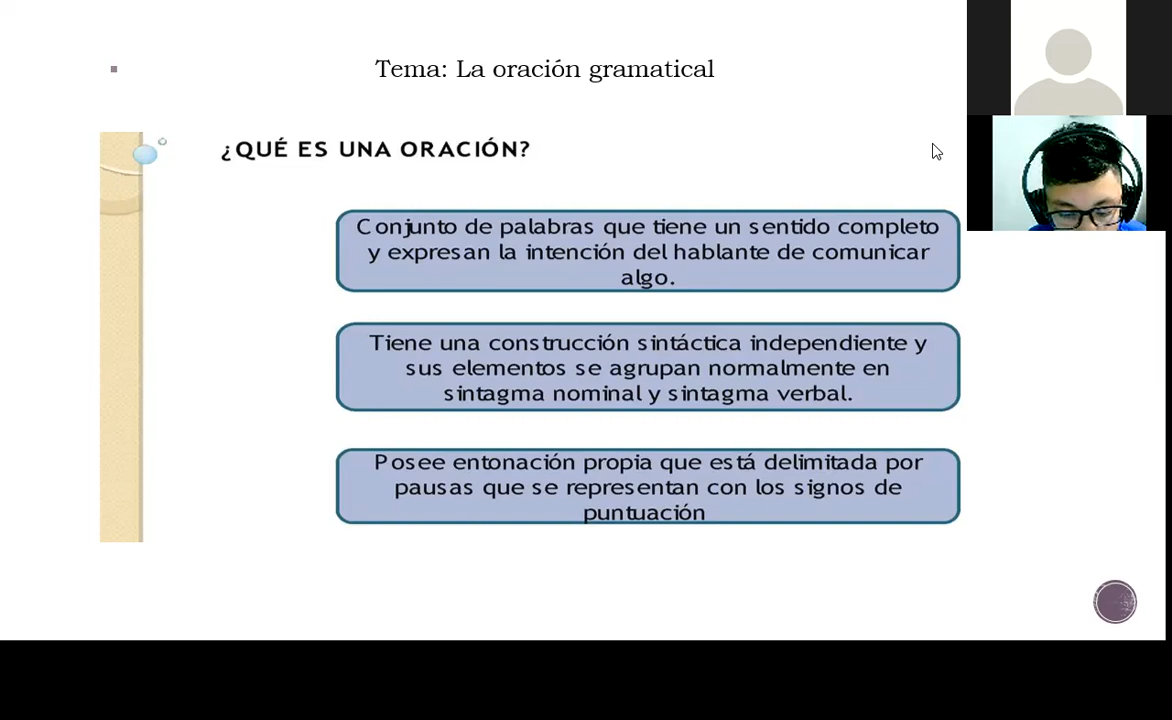 Tema: La oración gramatical
¿QUÉ ES UNA ORACIÓN?
Conjunto de palabras que tiene un sentido completo
y expresan la intención del hablante de comunicar
algo.
Tiene una construcción sintáctica independiente y
sus elementos se agrupan normalmente en
sintagma nominal y sintagma verbal.
Posee entonación propia que está delimitada por
pausas que se representan con los signos de
puntuación